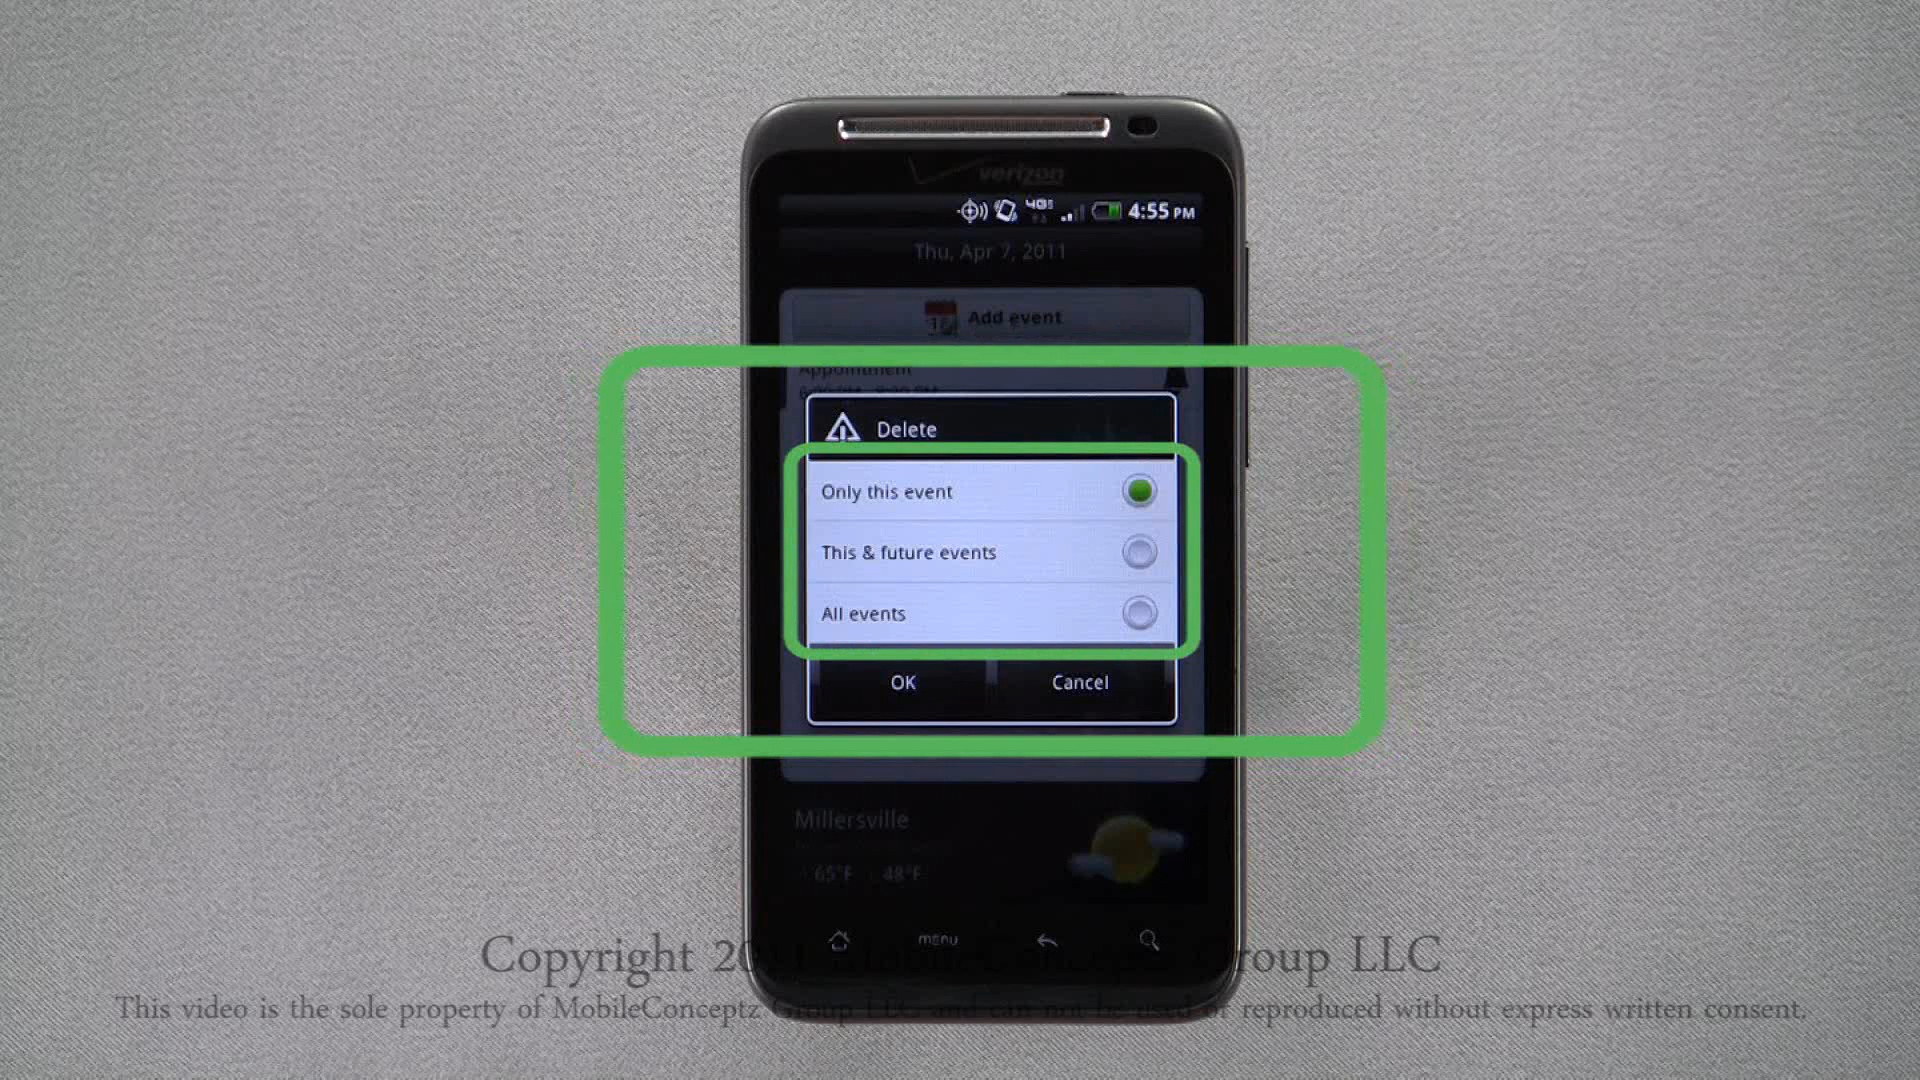 verizon
4G
4:55 PM
Thu, Apr 7, 2011
Add event
Appointment
Delete
Only this event
This & future events
All events
OK
Cancel
Millersville
65°F 48°F
menu
Copyright 2011 MobileConceptz Group LLC
This video is the sole property of MobileConceptz Group LLC and can not be used or reproduced without express written consent.